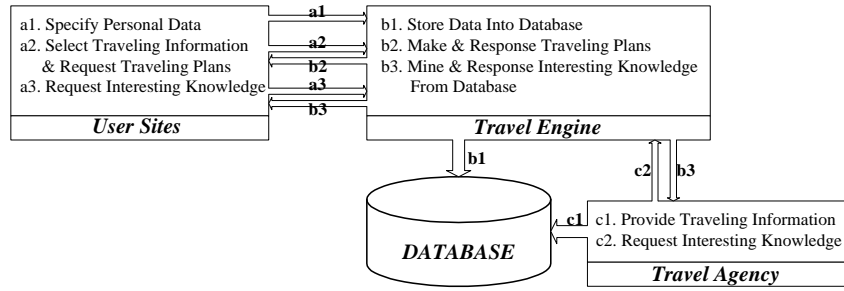 a1. Specify Personal Data
a2. Select Traveling Information
& Request Traveling Plans
a3. Request Interesting Knowledge
User Sites
a1
a2
b2
a3
b3
b1. Store Data Into Database
b2. Make & Response Traveling Plans
b3. Mine & Response Interesting Knowledge
From Database
Travel Engine
b1
c2
b3
DATABASE
c1
c1. Provide Traveling Information
c2. Request Interesting Knowledge
Travel Agency